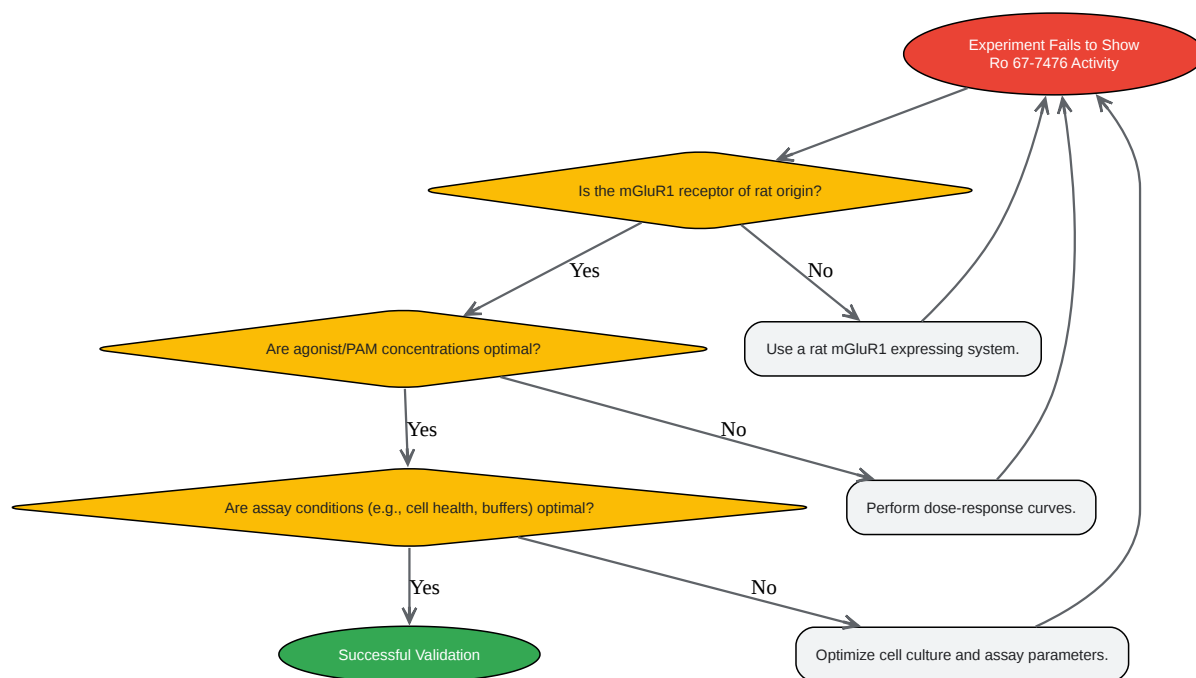 Experiment Fails to Show
Ro 67-7476 Activity
Is the mGluR1 receptor of rat origin?
Yes
No
Are agonist/PAM concentrations optimal?
Use a rat mGluR1 expressing system.
Yes
No
Are assay conditions (e.g., cell health, buffers) optimal?
Perform dose-response curves.
Yes
No
Successful Validation
Optimize cell culture and assay parameters.